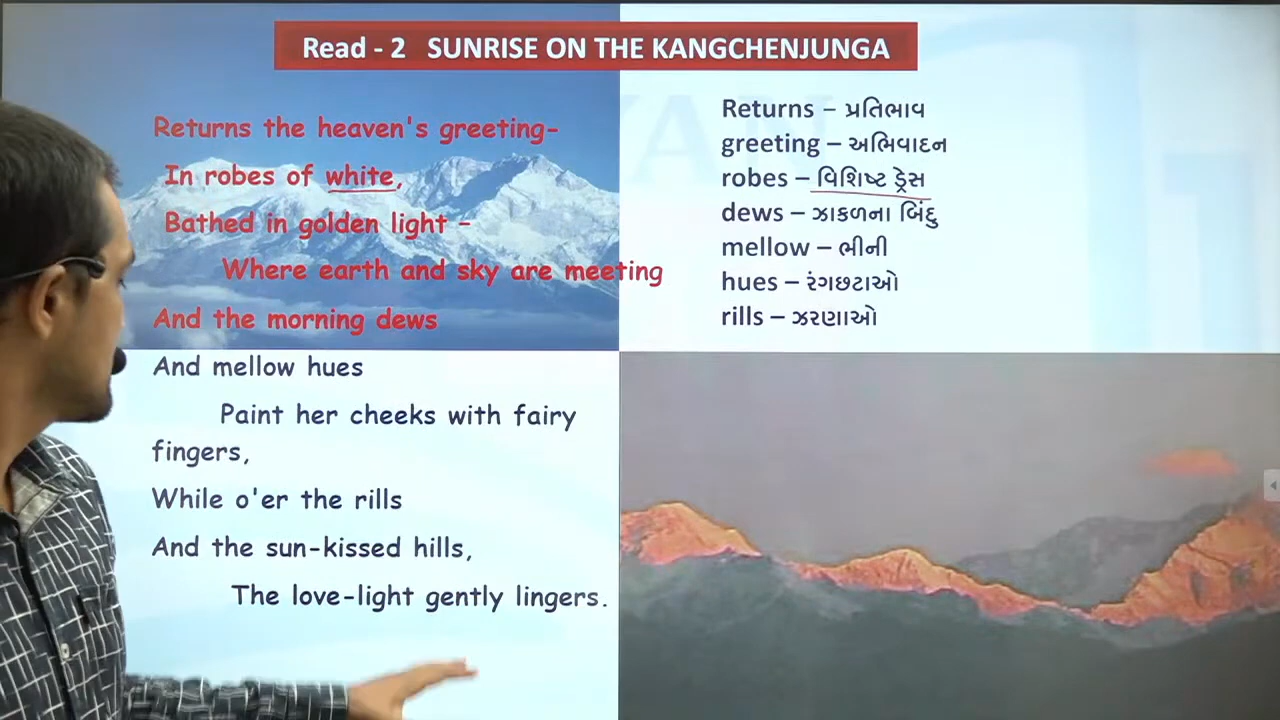 Read - 2 SUNRISE ON THE KANGCHENJUNGA
Returns the heaven's greeting-
In robes of white,
Bathed in golden light -
Where earth and sky are meeting
And the morning dews
And mellow hues
Paint her cheeks with fairy
fingers,
While o'er the rills
And the sun-kissed hills,
The love-light gently lingers.
Returns – પ્રતિભાવ
greeting – અભિવાદન
robes – વિશિષ્ટ ડ્રેસ
dews – ઝાકળના બિંદુ
mellow – ભીની
hues – રંગછટાઓ
rills – ઝરણાઓ